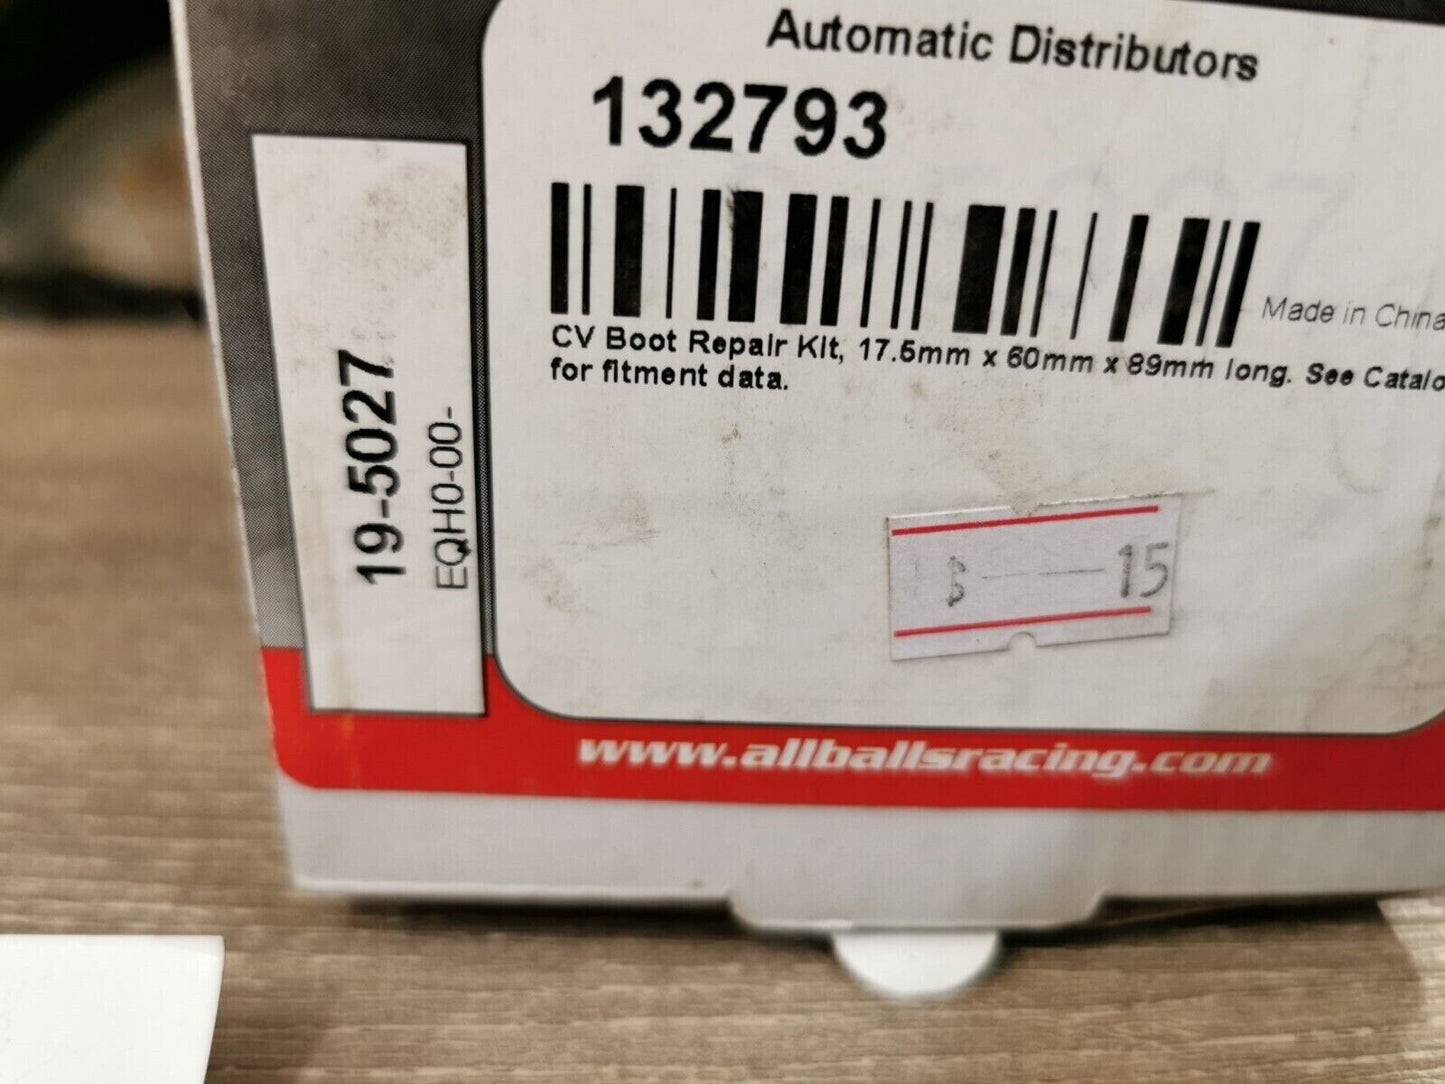 Automatic Distributors
132793
Made in China
CV Boot Repair Kit, 17.5mm x 60mm x 89mm long. See Catalo
for fitment data.
19-5027
EQH0-00-
$ ------ 15
www.allballsracing.com